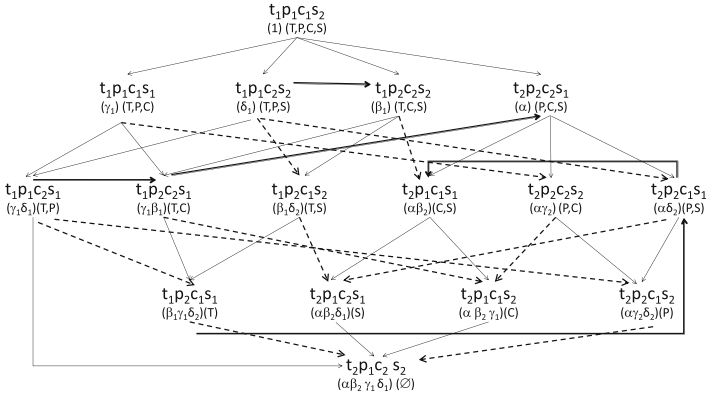 t₁p₁c₁s₂
(1) (T,P,C,S)
t₁p₁c₁s₁ t₁p₁c₂s₂ t₁p₂c₂s₂ t₂p₂c₂s₁
(γ₁) (T,P,C) (δ₁) (T,P,S) (β₁) (T,C,S) (α) (P,C,S)
t₁p₁c₂s₁ t₁p₂c₂s₁ t₁p₂c₁s₂ t₂p₁c₁s₁ t₂p₂c₂s₂ t₂p₂c₁s₁
(γ₁δ₁)(T,P) (γ₁β₁)(T,C) (β₁δ₂)(T,S) (αβ₂)(C,S) (αγ₂) (P,C) (αδ₂)(P,S)
t₁p₂c₁s₁ t₂p₁c₂s₁ t₂p₁c₁s₂ t₂p₂c₁s₂
(β₁γ₁δ₂)(T) (αβ₂δ₁)(S) (α β₂ γ₁)(C) (αγ₂δ₂)(P)
t₂p₁c₂ s₂
(αβ₂ γ₁ δ₁) (∅)